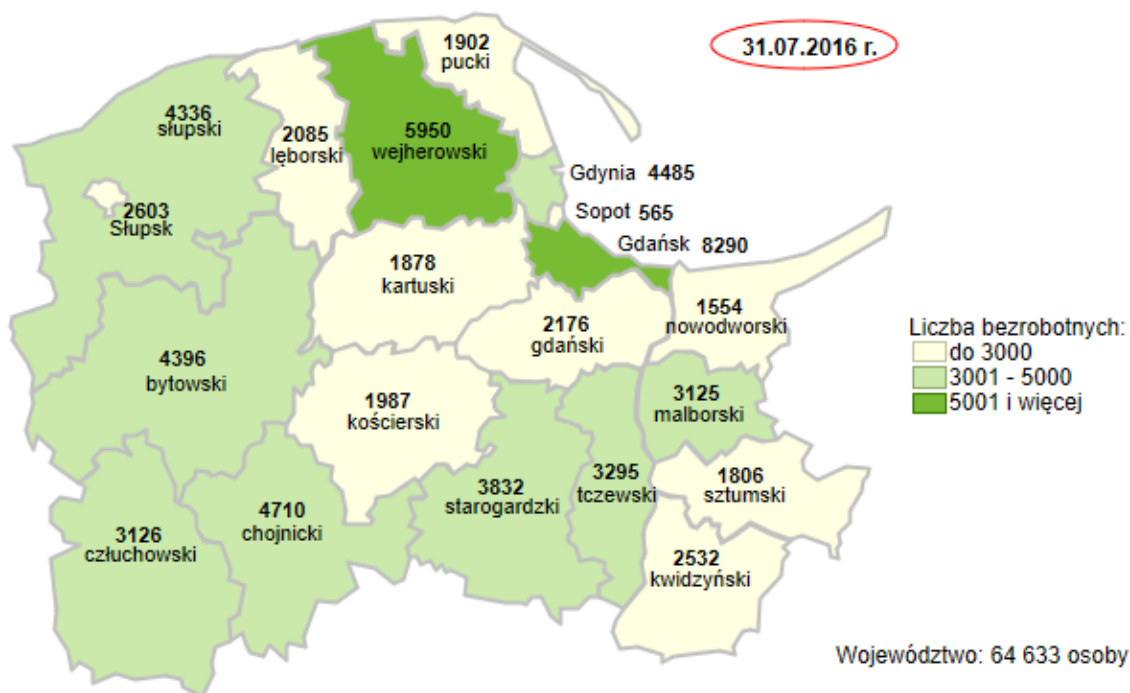 1902
pucki
31.07.2016 r.
4336
słupski
2085
lęborski
5950
wejherowski
Gdynia 4485
2603
Słupsk
Sopot 565
Gdańsk 8290
1878
kartuski
2176
gdański
1554
nowodworski
Liczba bezrobotnych:
do 3000
3001 - 5000
5001 i więcej
4396
bytowski
1987
kościerski
3125
malborski
3126
człuchowski
4710
chojnicki
3832
starogardzki
3295
tczewski
1806
sztumski
2532
kwidzyński
Województwo: 64 633 osoby